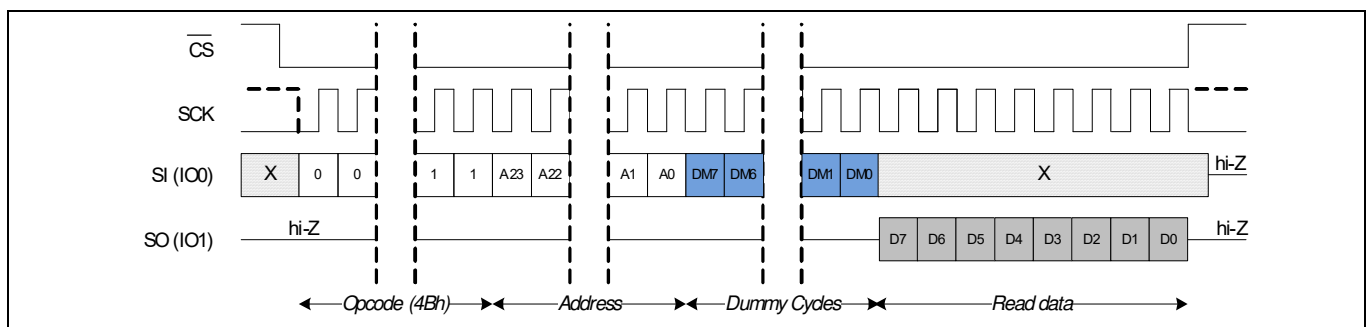 CS
SCK
SI (IO0) X 0 0 1 1 A23 A22 A1 A0 DM7 DM6 DM1 DM0 X hi-Z
SO (IO1) hi-Z D7 D6 D5 D4 D3 D2 D1 D0 hi-Z
Opcode (4Bh) Address Dummy Cycles Read data